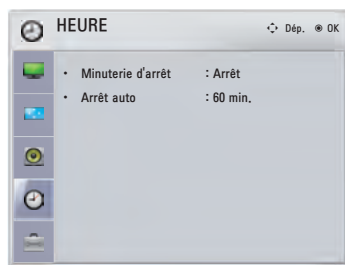 HEURE
Dép. OK
• Minuterie d'arrêt : Arrêt
• Arrêt auto : 60 min.